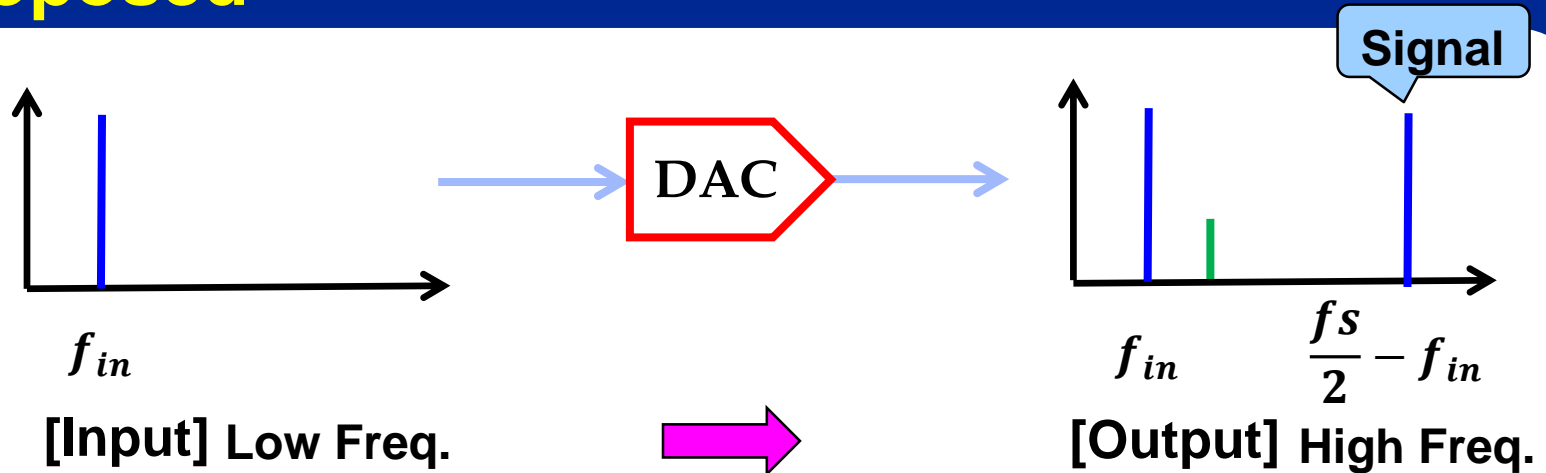 Signal
DAC
f_in
f_in
fs/2 − f_in
[Input] Low Freq.
[Output] High Freq.